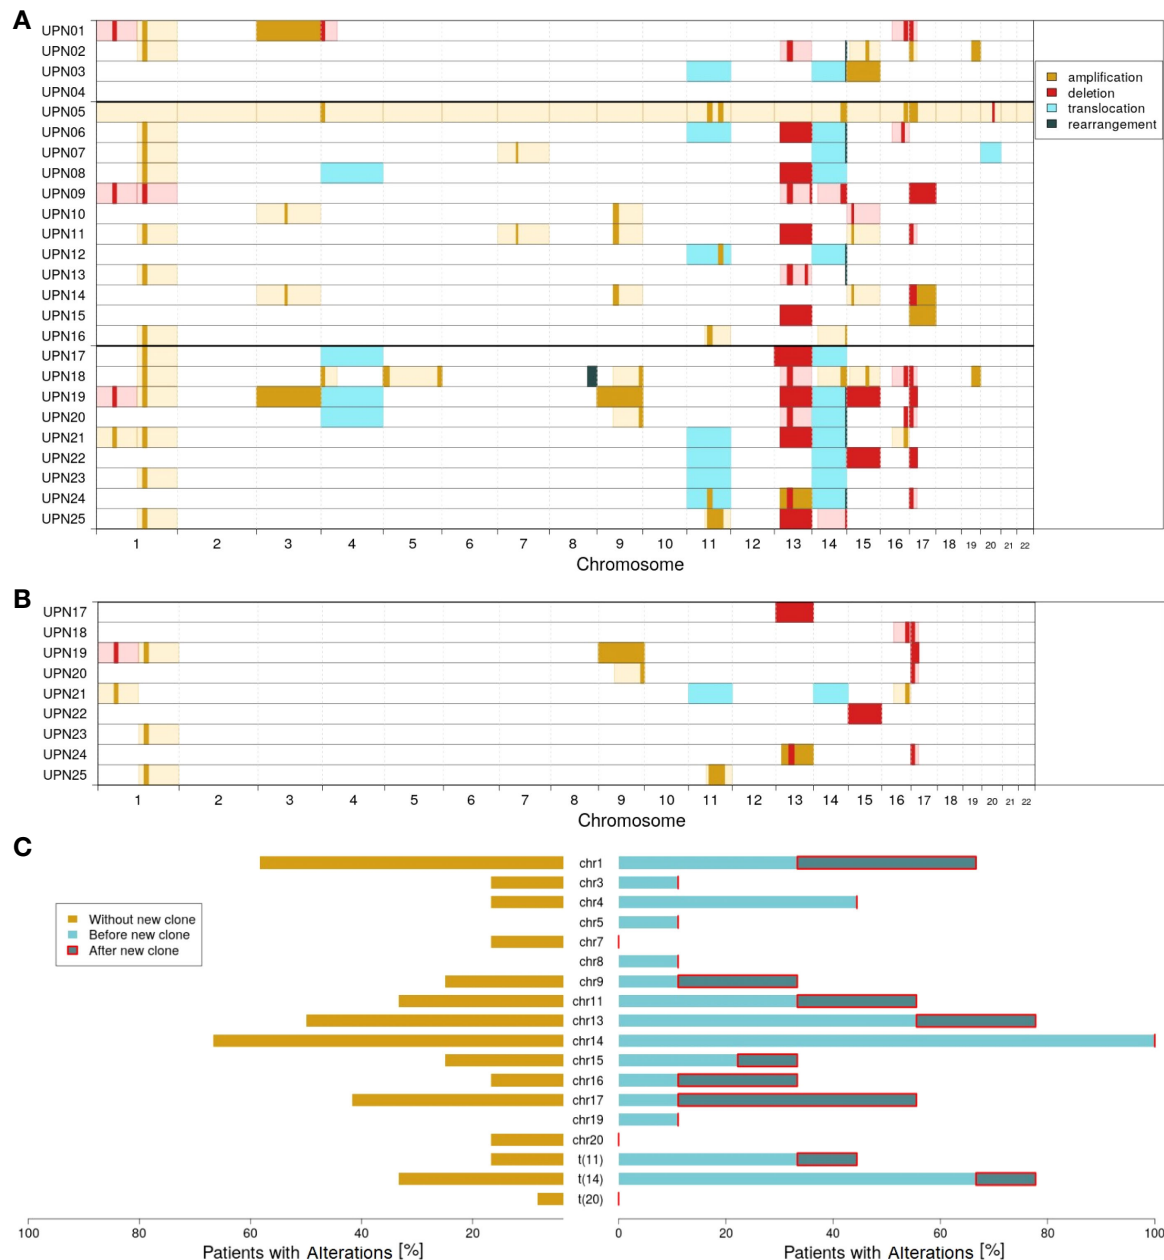 A
UPN01
UPN02
UPN03
UPN04
UPN05
UPN06
UPN07
UPN08
UPN09
UPN10
UPN11
UPN12
UPN13
UPN14
UPN15
UPN16
UPN17
UPN18
UPN19
UPN20
UPN21
UPN22
UPN23
UPN24
UPN25
amplification
deletion
translocation
rearrangement
1 2 3 4 5 6 7 8 9 10 11 12 13 14 15 16 17 18 19 20 21 22
Chromosome
B
UPN17
UPN18
UPN19
UPN20
UPN21
UPN22
UPN23
UPN24
UPN25
1 2 3 4 5 6 7 8 9 10 11 12 13 14 15 16 17 18 19 20 21 22
Chromosome
C
Without new clone
Before new clone
After new clone
chr1
chr3
chr4
chr5
chr7
chr8
chr9
chr11
chr13
chr14
chr15
chr16
chr17
chr19
chr20
t(11)
t(14)
t(20)
100 80 60 40 20 0 20 40 60 80 100
Patients with Alterations [%] Patients with Alterations [%]